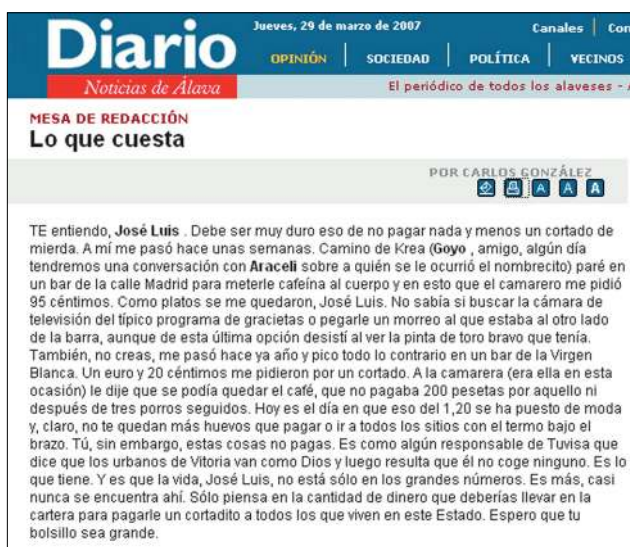 Jueves, 29 de marzo de 2007
Canales Con
Diario
OPINIÓN SOCIEDAD POLÍTICA VECINOS
Noticias de Álava
El periódico de todos los alaveses -
MESA DE REDACCIÓN
Lo que cuesta
POR CARLOS GONZÁLEZ
A A A
TE entiendo, José Luis . Debe ser muy duro eso de no pagar nada y menos un cortado de
mierda. A mí me pasó hace unas semanas. Camino de Krea (Goyo , amigo, algún día
tendremos una conversación con Araceli sobre a quién se le ocurrió el nombrecito) paré en
un bar de la calle Madrid para meterle cafeína al cuerpo y en esto que el camarero me pidió
95 céntimos. Como platos se me quedaron, José Luis. No sabía si buscar la cámara de
televisión del típico programa de gracietas o pegarle un morreo al que estaba al otro lado
de la barra, aunque de esta última opción desistí al ver la pinta de toro bravo que tenía.
También, no creas, me pasó hace ya año y pico todo lo contrario en un bar de la Virgen
Blanca. Un euro y 20 céntimos me pidieron por un cortado. A la camarera (era ella en esta
ocasión) le dije que se podía quedar el café, que no pagaba 200 pesetas por aquello ni
después de tres porros seguidos. Hoy es el día en que eso del 1,20 se ha puesto de moda
y, claro, no te quedan más huevos que pagar o ir a todos los sitios con el termo bajo el
brazo. Tú, sin embargo, estas cosas no pagas. Es como algún responsable de Tuvisa que
dice que los urbanos de Vitoria van como Dios y luego resulta que él no coge ninguno. Es lo
que tiene. Y es que la vida, José Luis, no está sólo en los grandes números. Es más, casi
nunca se encuentra ahí. Sólo piensa en la cantidad de dinero que deberías llevar en la
cartera para pagarle un cortadito a todos los que viven en este Estado. Espero que tu
bolsillo sea grande.